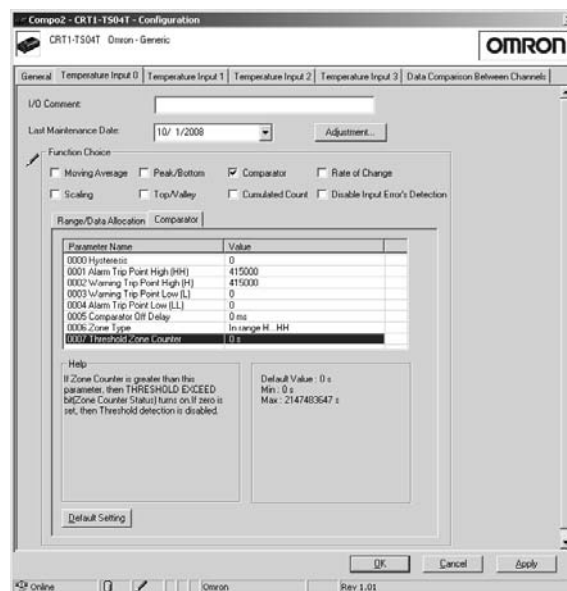 Compo2 - CRT1-TS04T - Configuration
CRT1-TS04T Omron - Generic
OMRON
General Temperature Input 0 Temperature Input 1 Temperature Input 2 Temperature Input 3 Data Comparison Between Channels
I/O Comment:
Last Maintenance Date: 10/ 1/2008 Adjustment...
Function Choice
Moving Average Peak/Bottom Comparator Rate of Change
Scaling Top/Valley Cumulated Count Disable Input Error's Detection
Range/Data Allocation Comparator
Parameter Name Value
0000 Hysteresis 0
0001 Alarm Trip Point High (HH) 415000
0002 Warning Trip Point High (H) 415000
0003 Warning Trip Point Low (L) 0
0004 Alarm Trip Point Low (LL) 0
0005 Comparator Off Delay 0 ms
0006 Zone Type In range H...HH
0007 Threshold Zone Counter 0 s
Help
If Zone Counter is greater than this
parameter, then THRESHOLD EXCEED
bit(Zone Counter Status) turns on.If zero is
set, then Threshold detection is disabled.
Default Value : 0 s
Min : 0 s
Max : 2147483647 s
Default Setting
OK Cancel Apply
Online Omron Rev 1.01